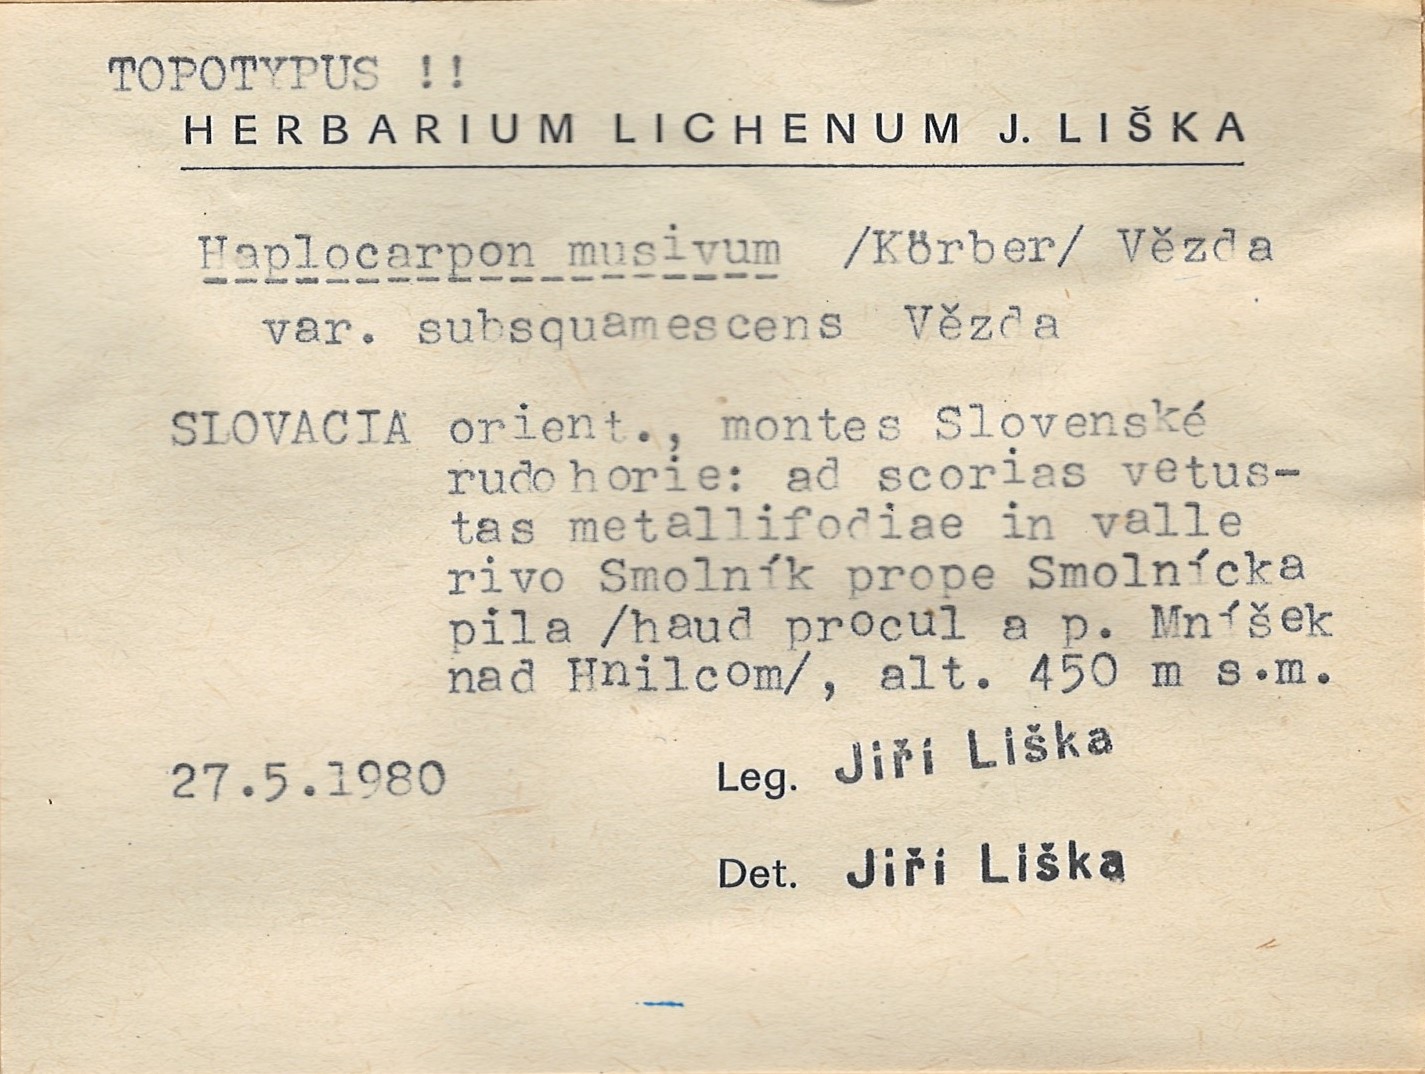 TOPOTYPUS !!
HERBARIUM LICHENUM J. LIŠKA
Haplocarpon musivum /Körber/ Vězda
var. subsquamescens Vězda
SLOVACIA orient., montes Slovenské
rudohorie: ad scorias vetus-
tas metallifodiae in valle
rivo Smolník prope Smolnícka
pila /haud procul a p. Mníšek
nad Hnilcom/, alt. 450 m s.m.
27.5.1980 Leg. Jiří Liška
Det. Jiří Liška